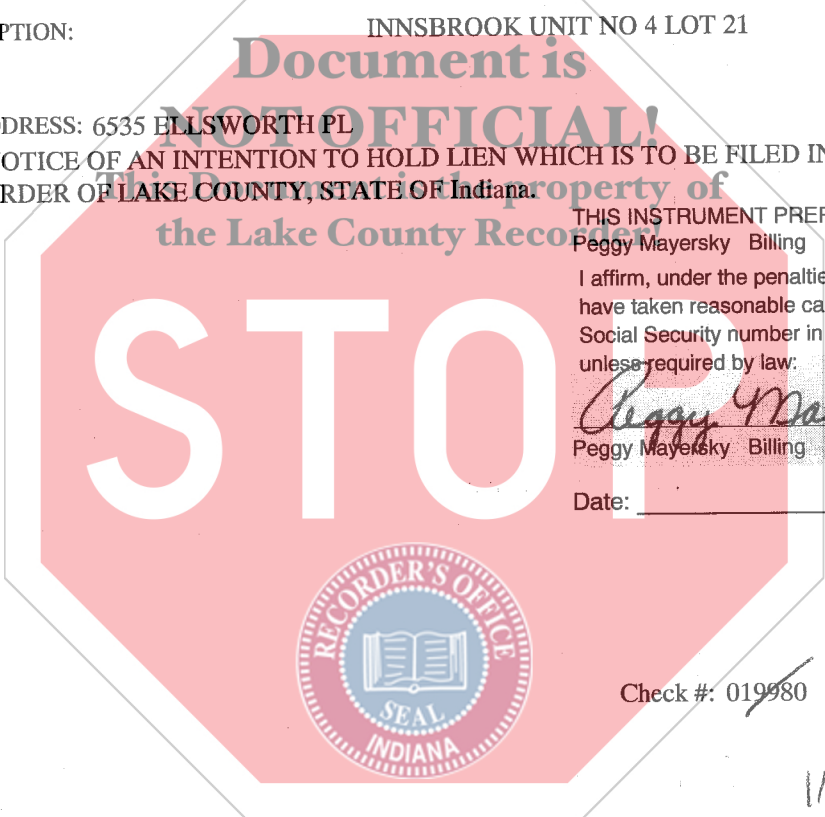 PTION: INNSBROOK UNIT NO 4 LOT 21
Document is
NOT OFFICIAL!
DRESS: 6535 ELLSWORTH PL
OTICE OF AN INTENTION TO HOLD LIEN WHICH IS TO BE FILED IN
RDER OF LAKE COUNTY, STATE OF Indiana.
This Document is the property of
the Lake County Recorder!
THIS INSTRUMENT PREP
Peggy Mayersky Billing
I affirm, under the penaltie
have taken reasonable ca
Social Security number in
unless required by law:
Peggy Ma
Peggy Mayersky Billing
Date:
STOP
RECORDER'S OFFICE
SEAL
INDIANA
Check #: 019980